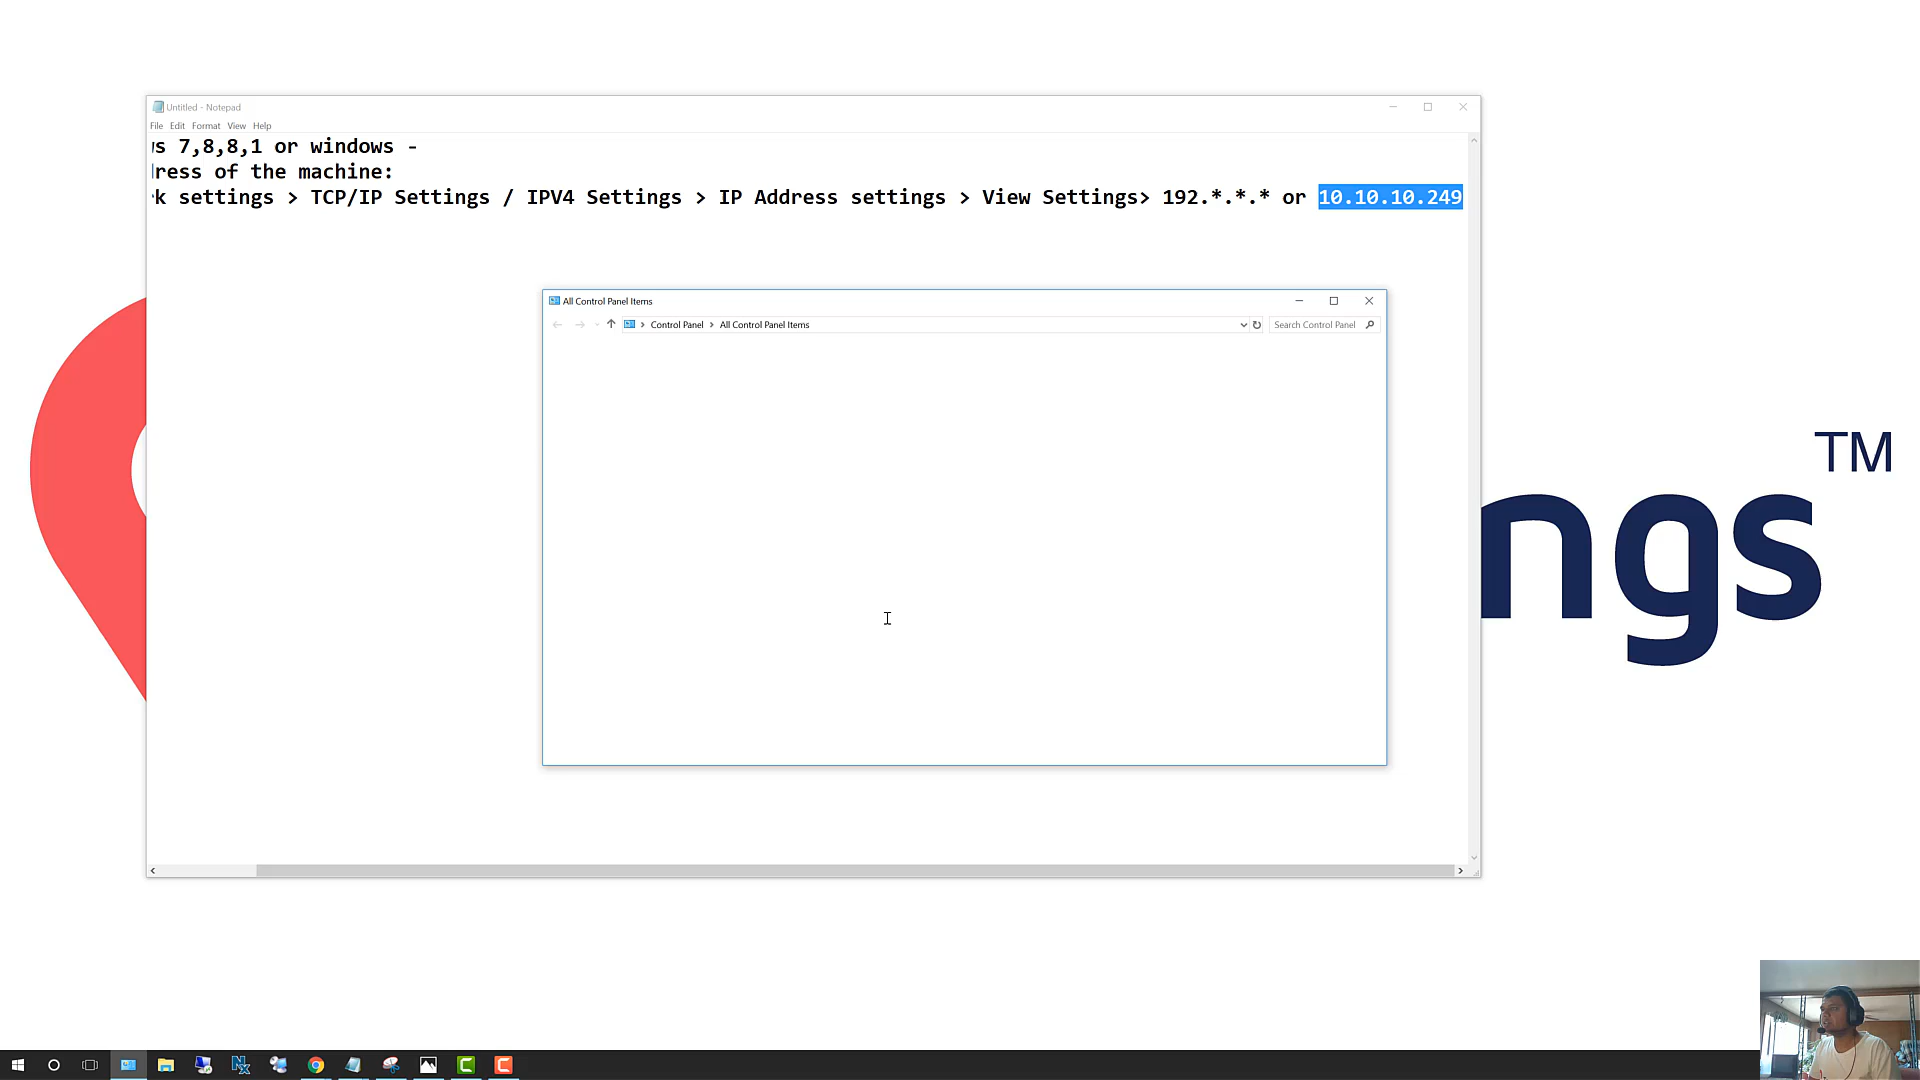 Untitled - Notepad
File Edit Format View Help
s 7,8,8,1 or windows -
ress of the machine:
k settings > TCP/IP Settings / IPV4 Settings > IP Address settings > View Settings> 192.*.*.* or 10.10.10.249
All Control Panel Items
Control Panel > All Control Panel Items
Search Control Panel
TM
ngs